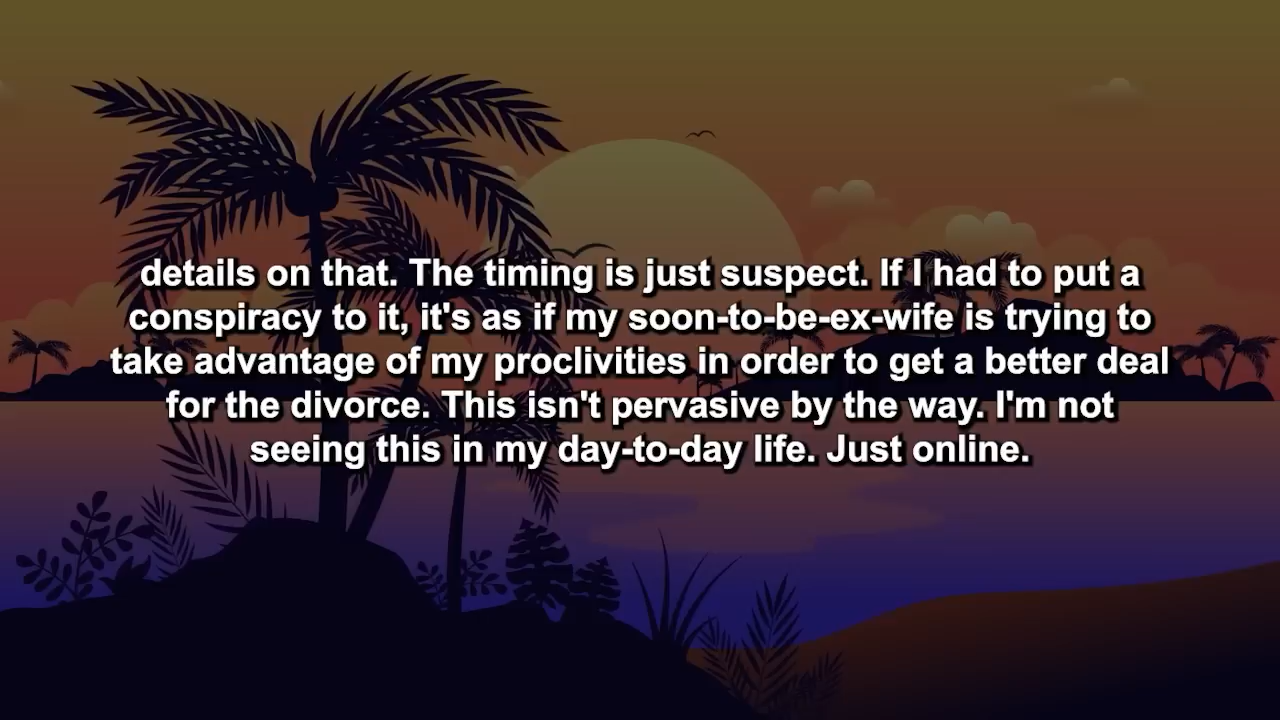 details on that. The timing is just suspect. If I had to put a
conspiracy to it, it's as if my soon-to-be-ex-wife is trying to
take advantage of my proclivities in order to get a better deal
for the divorce. This isn't pervasive by the way. I'm not
seeing this in my day-to-day life. Just online.